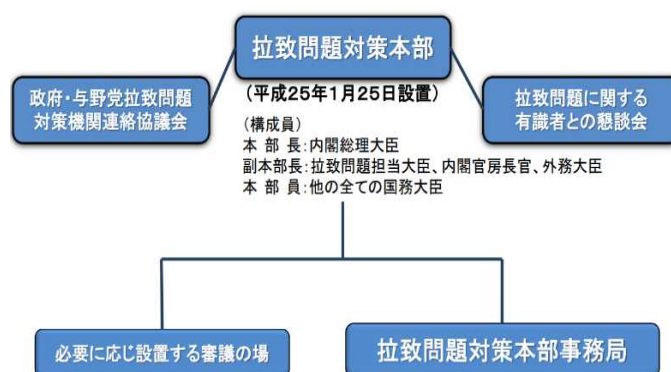 拉致問題対策本部
政府・与野党拉致問題
対策機関連絡協議会
(平成25年1月25日設置)
拉致問題に関する
有識者との懇談会
(構成員)
本 部 長:内閣総理大臣
副本部長:拉致問題担当大臣、内閣官房長官、外務大臣
本 部 員:他の全ての国務大臣
必要に応じ設置する審議の場
拉致問題対策本部事務局